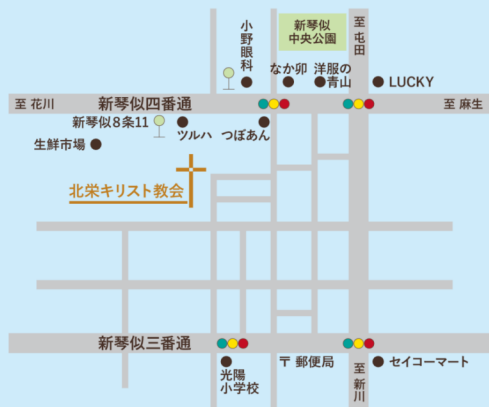 小野眼科
新琴似
中央公園
至屯田
なか卯
洋服の
青山
LUCKY
至 花川
新琴似四番通
至 麻生
新琴似8条11
ツルハ
つぼあん
生鮮市場
北栄キリスト教会
新琴似三番通
光陽
小学校
〒 郵便局
至新川
セイコーマート